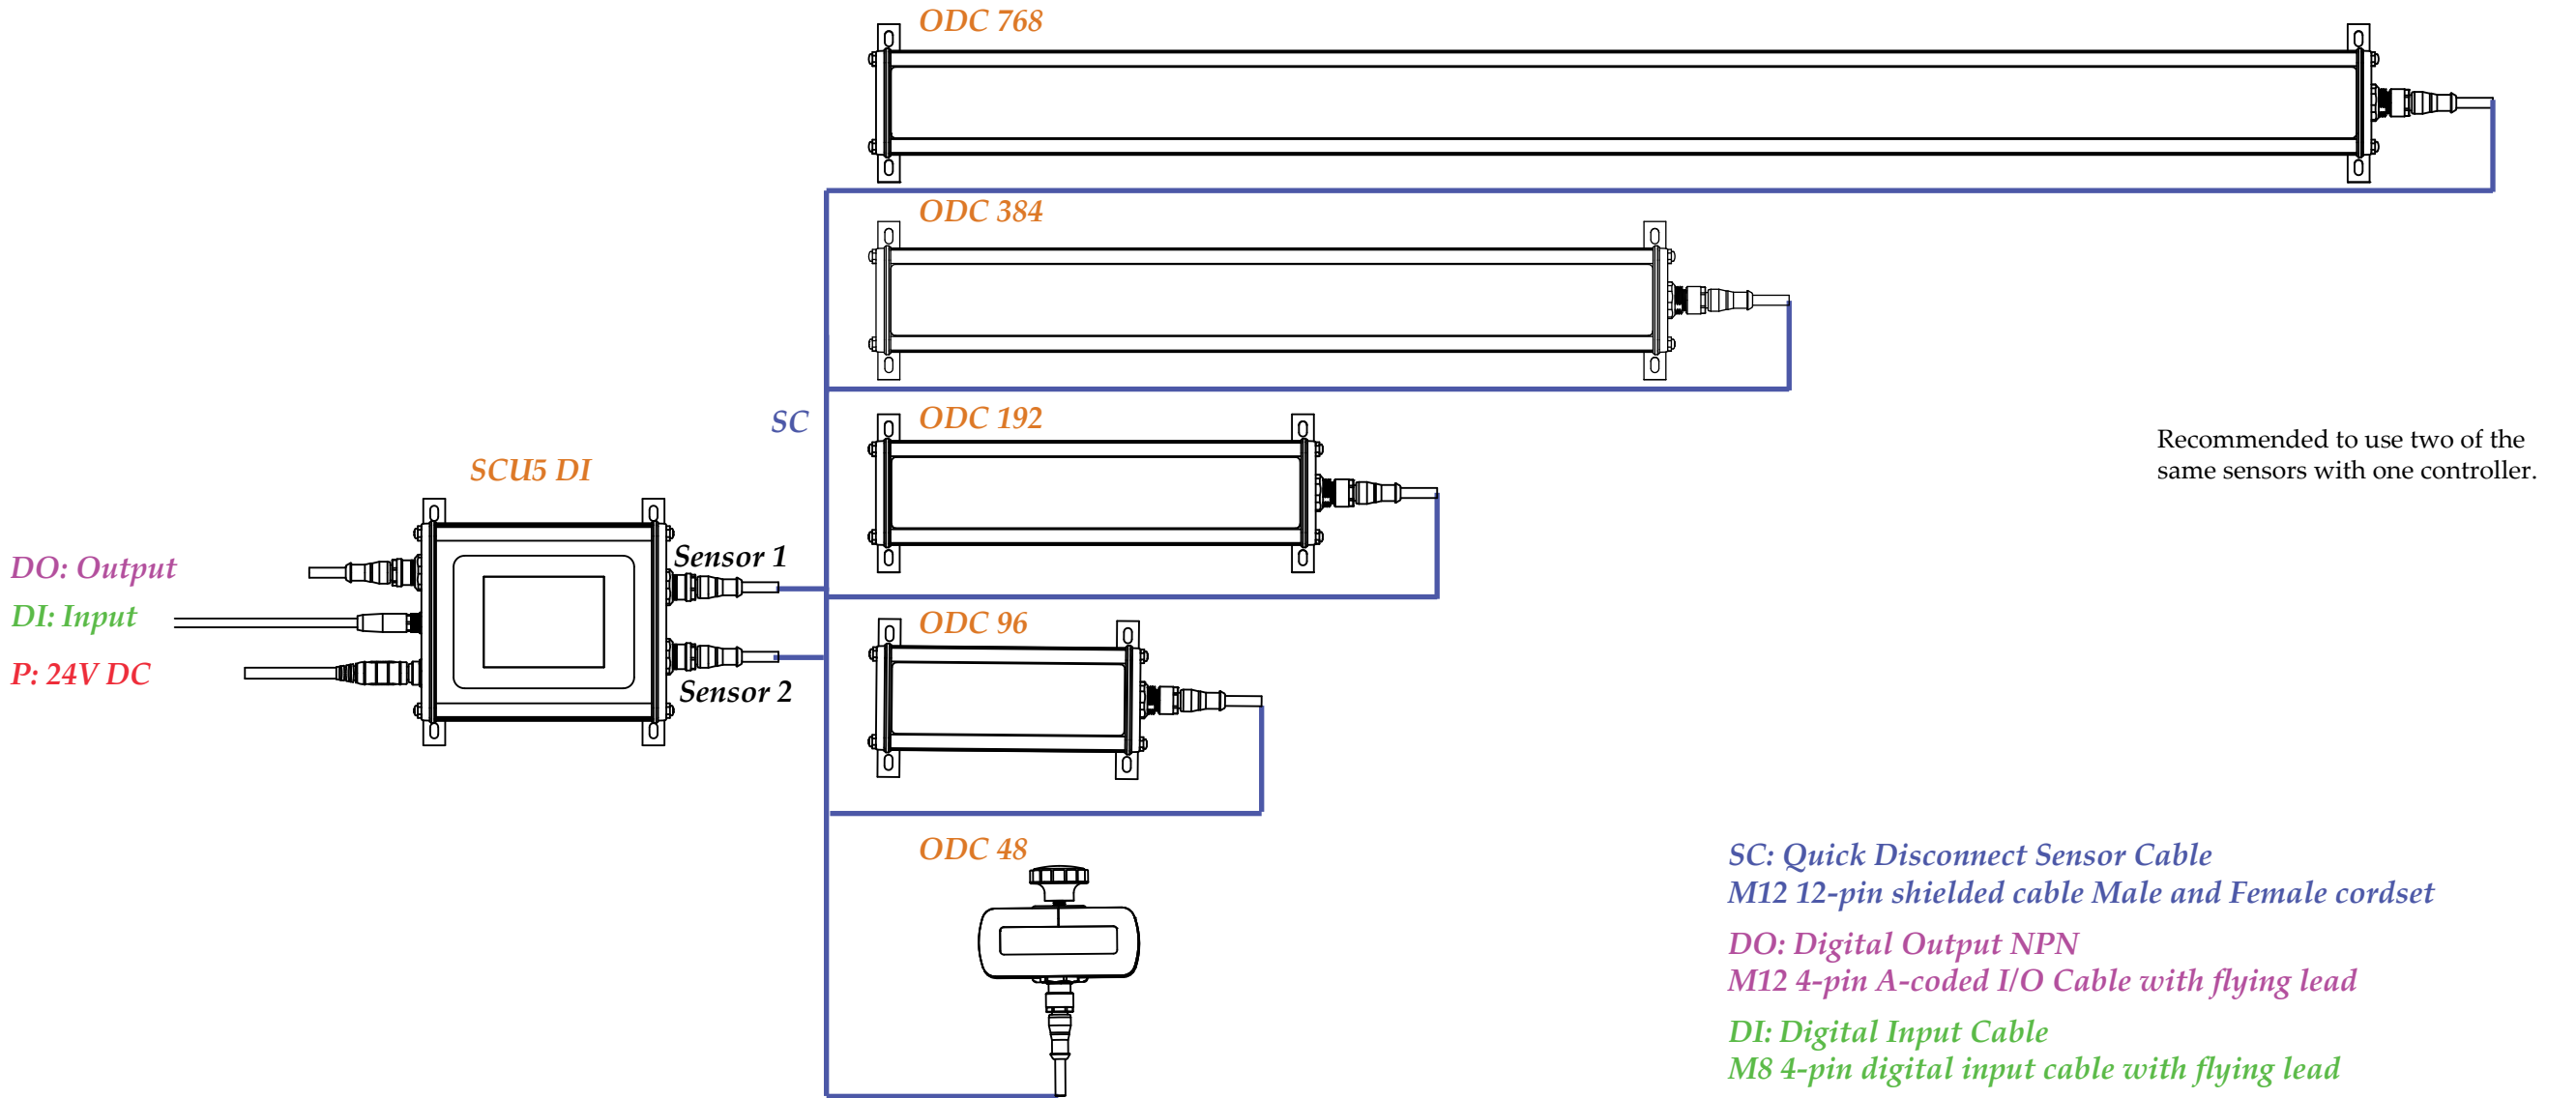 ODC 768
ODC 384
SC
ODC 192
Recommended to use two of the
same sensors with one controller.
SCU5 DI
DO: Output
Sensor 1
DI: Input
ODC 96
P: 24V DC
Sensor 2
ODC 48
SC: Quick Disconnect Sensor Cable
M12 12-pin shielded cable Male and Female cordset
DO: Digital Output NPN
M12 4-pin A-coded I/O Cable with flying lead
DI: Digital Input Cable
M8 4-pin digital input cable with flying lead